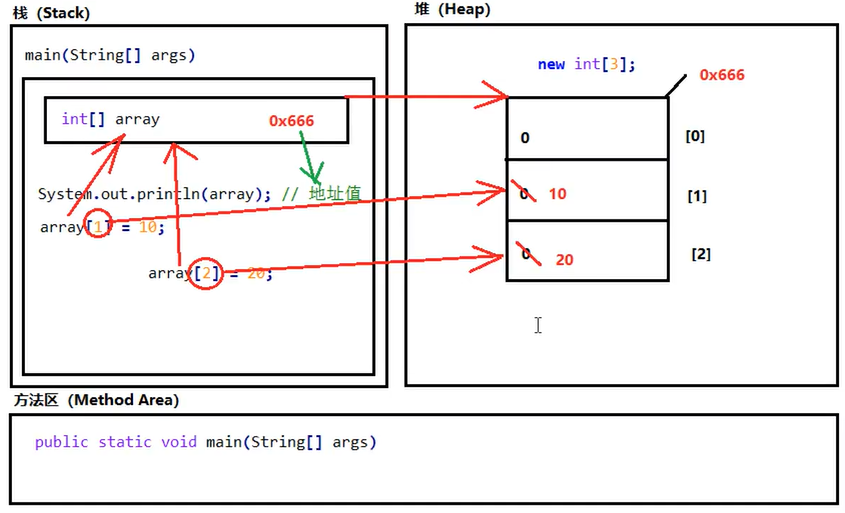 栈（Stack）
main(String[] args)
int[] array 0x666
System.out.println(array); // 地址值
array[1] = 10;
array[2] = 20;
堆（Heap）
new int[3];
0x666
0 [0]
0 10 [1]
0 20 [2]
方法区（Method Area）
public static void main(String[] args)